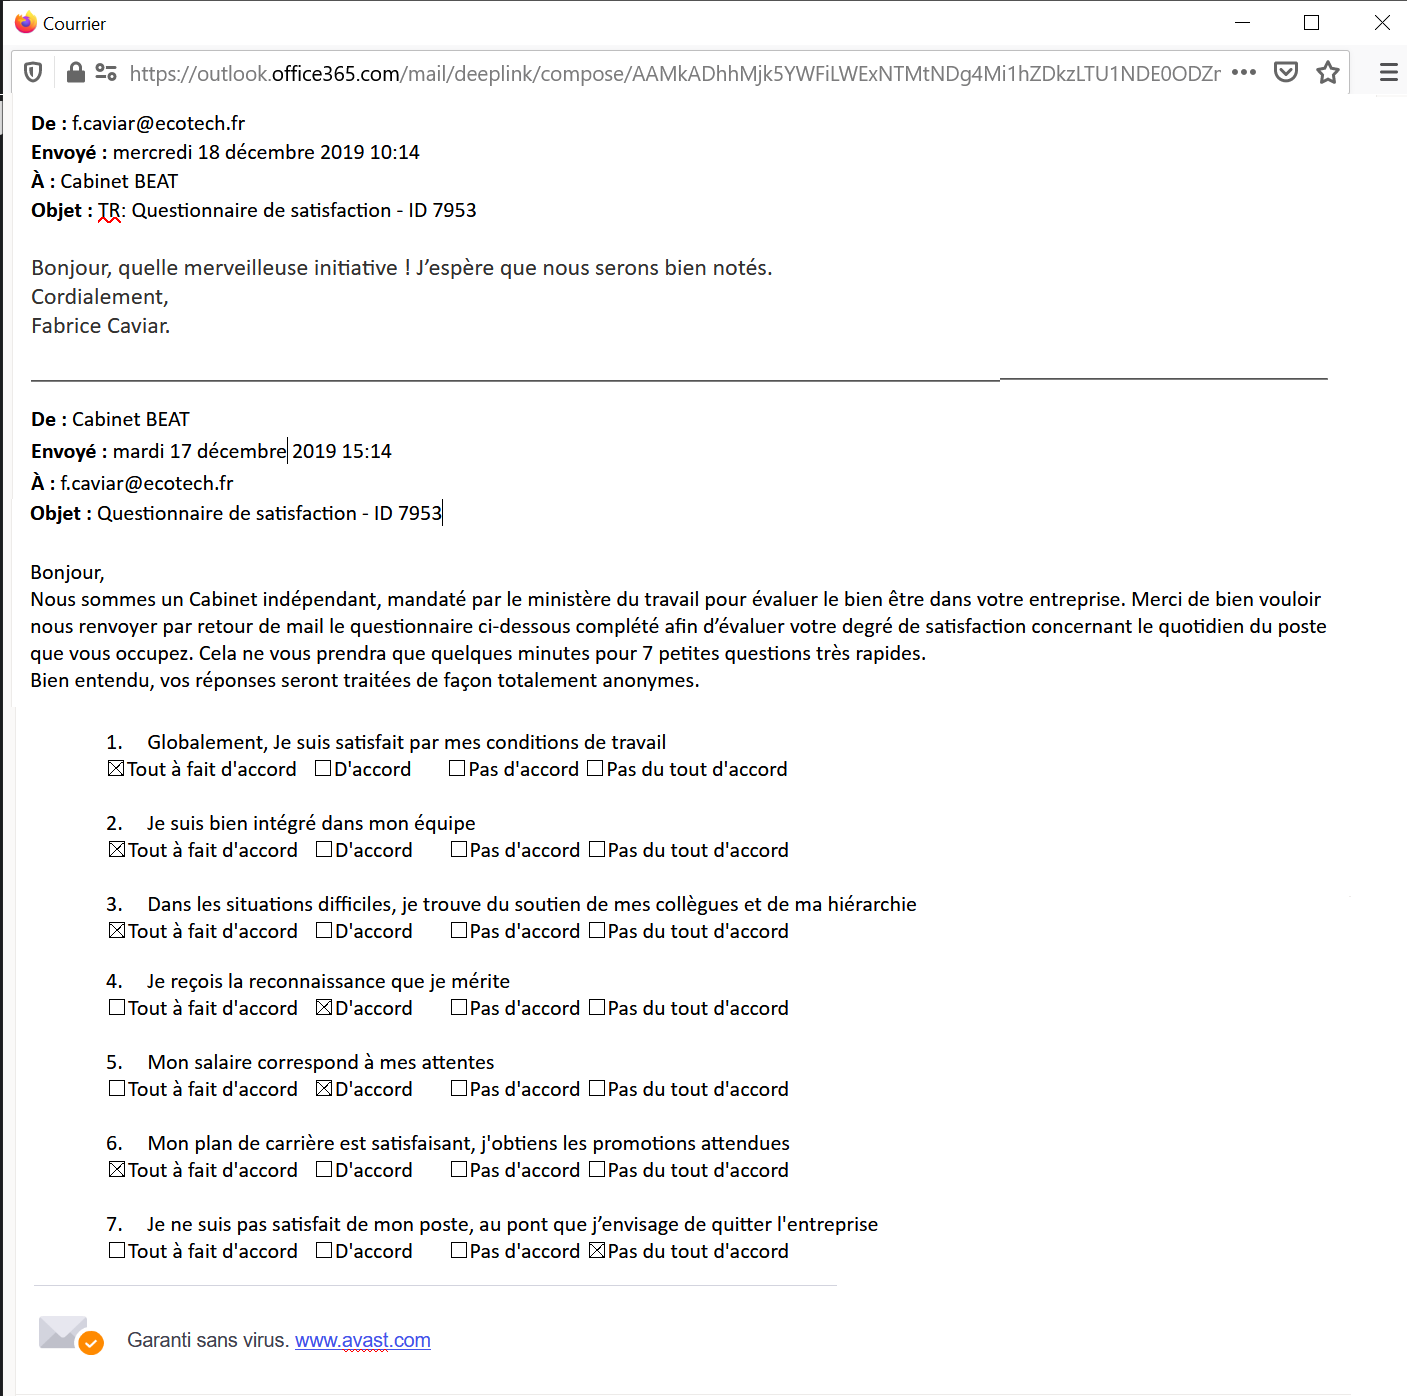 Courrier
https://outlook.office365.com/mail/deeplink/compose/AAMkADhhMjk5YWFiLWExNTMtNDg4Mi1hZDkzLTU1NDE0ODZr
De : f.caviar@ecotech.fr
Envoyé : mercredi 18 décembre 2019 10:14
À : Cabinet BEAT
Objet : TR: Questionnaire de satisfaction - ID 7953
Bonjour, quelle merveilleuse initiative ! J’espère que nous serons bien notés.
Cordialement,
Fabrice Caviar.
De : Cabinet BEAT
Envoyé : mardi 17 décembre 2019 15:14
À : f.caviar@ecotech.fr
Objet : Questionnaire de satisfaction - ID 7953
Bonjour,
Nous sommes un Cabinet indépendant, mandaté par le ministère du travail pour évaluer le bien être dans votre entreprise. Merci de bien vouloir
nous renvoyer par retour de mail le questionnaire ci-dessous complété afin d’évaluer votre degré de satisfaction concernant le quotidien du poste
que vous occupez. Cela ne vous prendra que quelques minutes pour 7 petites questions très rapides.
Bien entendu, vos réponses seront traitées de façon totalement anonymes.
1. Globalement, Je suis satisfait par mes conditions de travail
☒Tout à fait d'accord ☐D'accord ☐Pas d'accord ☐Pas du tout d'accord
2. Je suis bien intégré dans mon équipe
☒Tout à fait d'accord ☐D'accord ☐Pas d'accord ☐Pas du tout d'accord
3. Dans les situations difficiles, je trouve du soutien de mes collègues et de ma hiérarchie
☒Tout à fait d'accord ☐D'accord ☐Pas d'accord ☐Pas du tout d'accord
4. Je reçois la reconnaissance que je mérite
☐Tout à fait d'accord ☒D'accord ☐Pas d'accord ☐Pas du tout d'accord
5. Mon salaire correspond à mes attentes
☐Tout à fait d'accord ☒D'accord ☐Pas d'accord ☐Pas du tout d'accord
6. Mon plan de carrière est satisfaisant, j'obtiens les promotions attendues
☒Tout à fait d'accord ☐D'accord ☐Pas d'accord ☐Pas du tout d'accord
7. Je ne suis pas satisfait de mon poste, au pont que j’envisage de quitter l'entreprise
☐Tout à fait d'accord ☐D'accord ☐Pas d'accord ☒Pas du tout d'accord
Garanti sans virus. www.avast.com